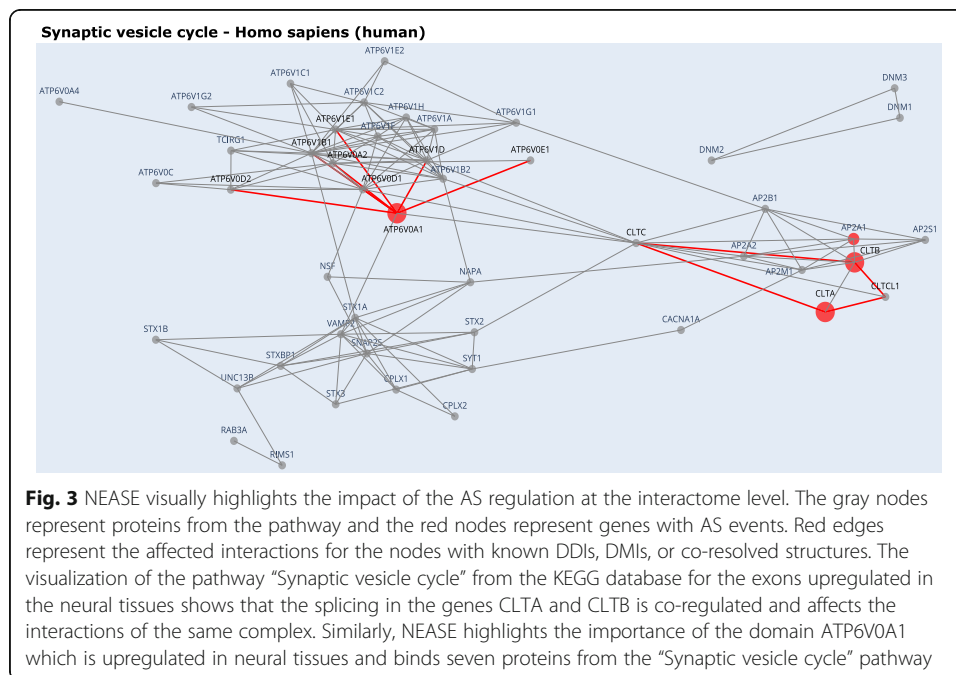 Synaptic vesicle cycle - Homo sapiens (human)
ATP6V1E2
ATP6V1C1
DNM3
ATP6V0A4
ATP6V1G2
ATP6V1C2
DNM1
ATP6V1H
ATP6V1G1
ATP6V1E1
ATP6V1A
ATP6V1F
TCIRG1
ATP6V1B1
ATP6V0A2
ATP6V1D
ATP6V0E1
DNM2
ATP6V1B2
ATP6V0C
ATP6V0D2
ATP6V0D1
AP2B1
ATP6V0A1
CLTC
AP2A1
AP2S1
AP2A2
CLTB
NSF
NAPA
AP2M1
CLTCL1
CLTA
STX1A
STX1B
VAMP2
STX2
CACNA1A
SNAP25
STXBP1
SYT1
UNC13B
CPLX1
STX3
CPLX2
RAB3A
RIMS1
Fig. 3 NEASE visually highlights the impact of the AS regulation at the interactome level. The gray nodes
represent proteins from the pathway and the red nodes represent genes with AS events. Red edges
represent the affected interactions for the nodes with known DDIs, DMIs, or co-resolved structures. The
visualization of the pathway “Synaptic vesicle cycle” from the KEGG database for the exons upregulated in
the neural tissues shows that the splicing in the genes CLTA and CLTB is co-regulated and affects the
interactions of the same complex. Similarly, NEASE highlights the importance of the domain ATP6V0A1
which is upregulated in neural tissues and binds seven proteins from the “Synaptic vesicle cycle” pathway